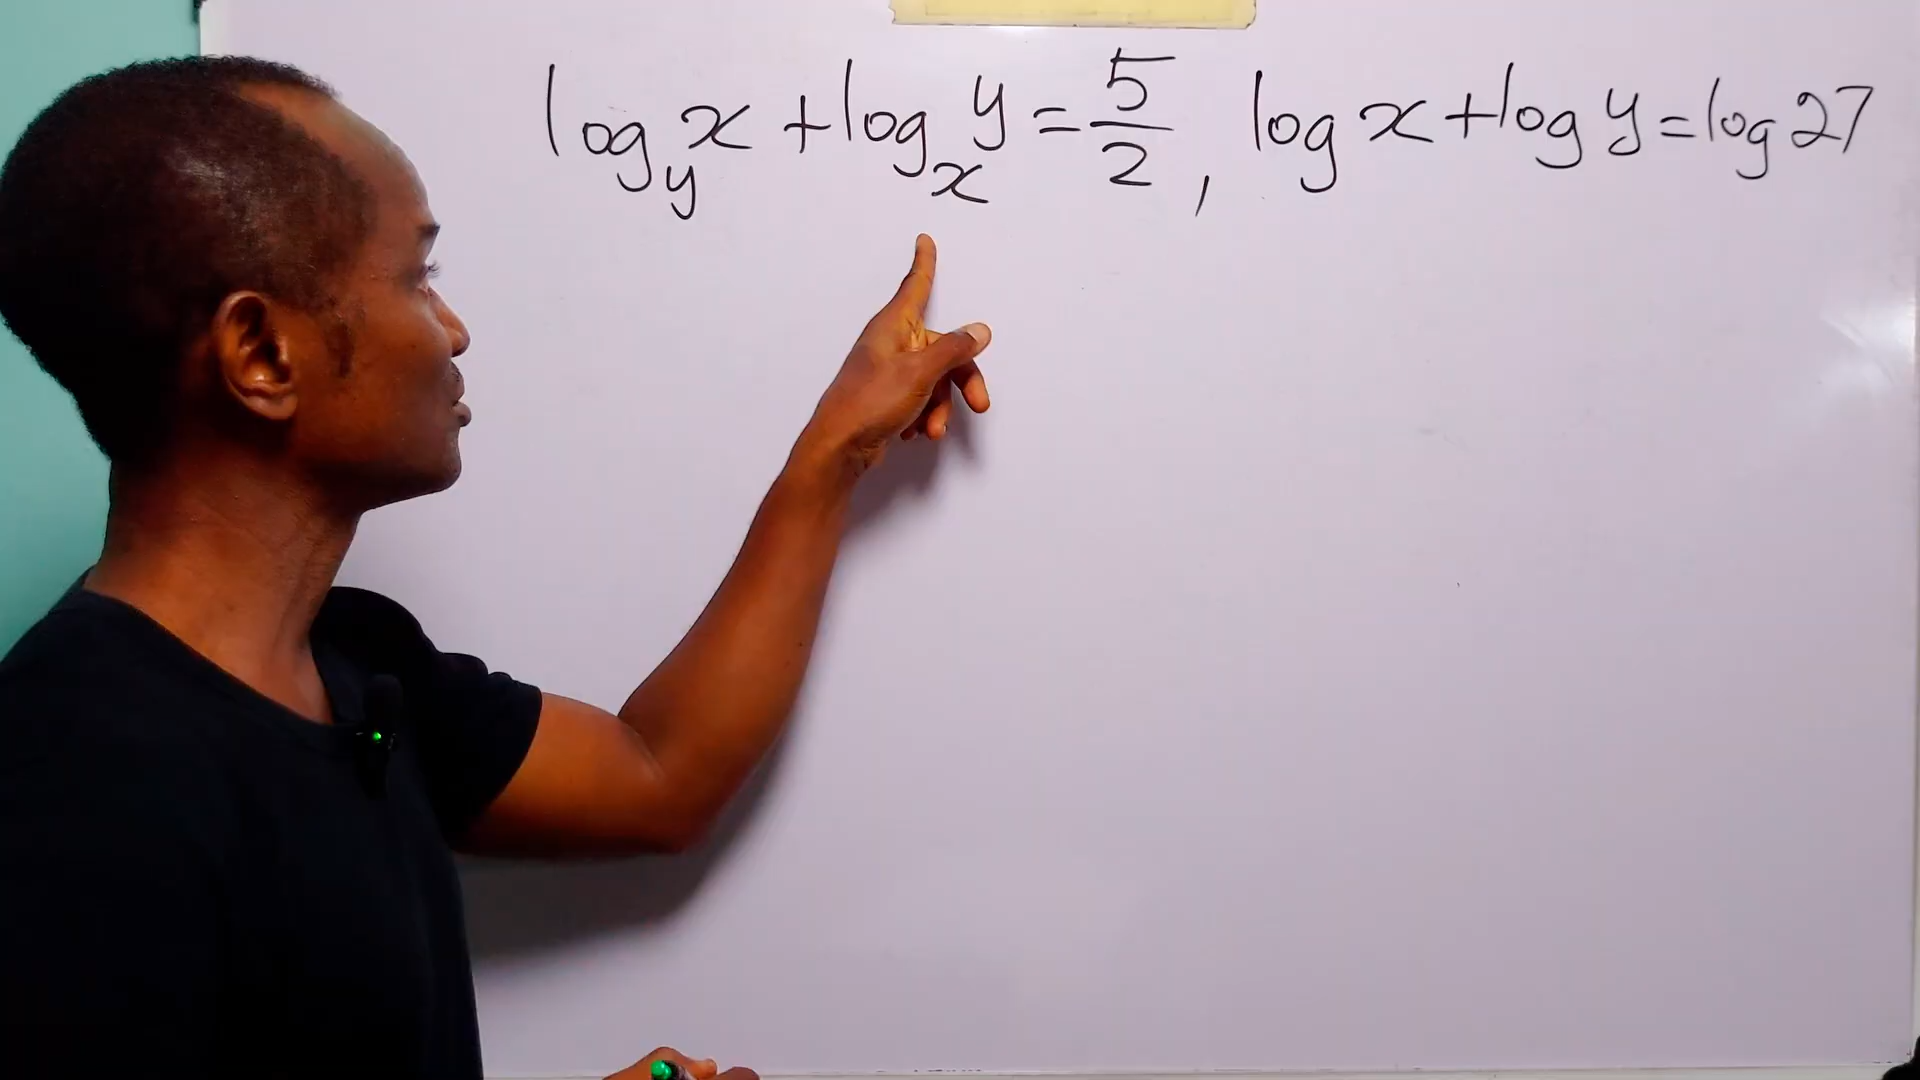 log_y x + log_x y = 5/2 , log x + log y = log 27